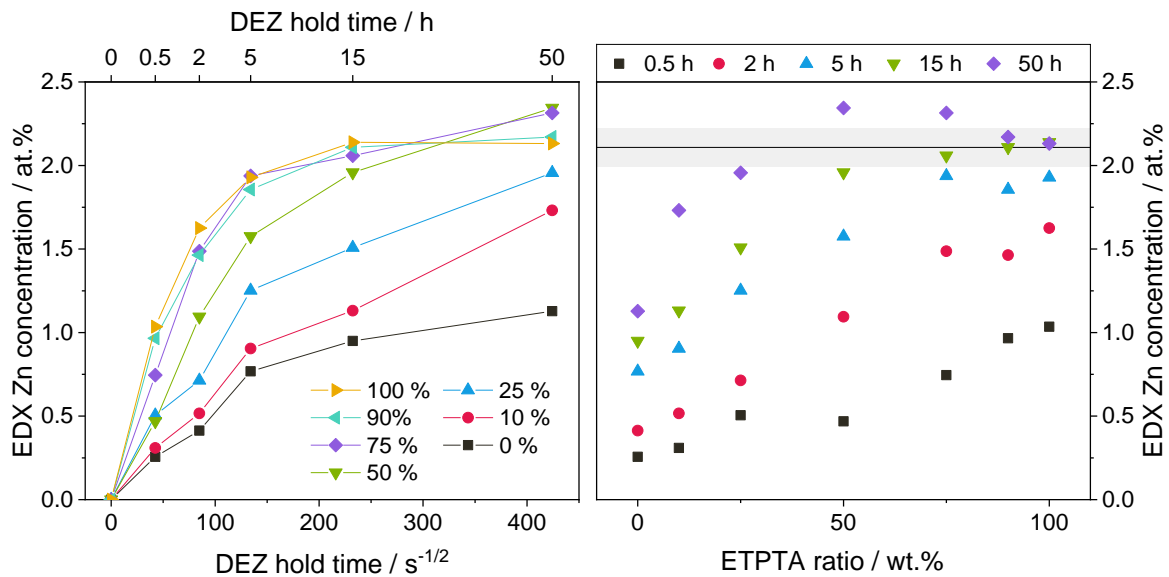 DEZ hold time / h
0 0.5 2 5 15 50
EDX Zn concentration / at.%
2.5
2.0
1.5
1.0
0.5
0.0
100 %
90%
75 %
50 %
25 %
10 %
0 %
0 100 200 300 400
DEZ hold time / s-1/2
0.5 h 2 h 5 h 15 h 50 h
2.5
2.0
1.5
1.0
0.5
0.0
EDX Zn concentration / at.%
0 50 100
ETPTA ratio / wt.%